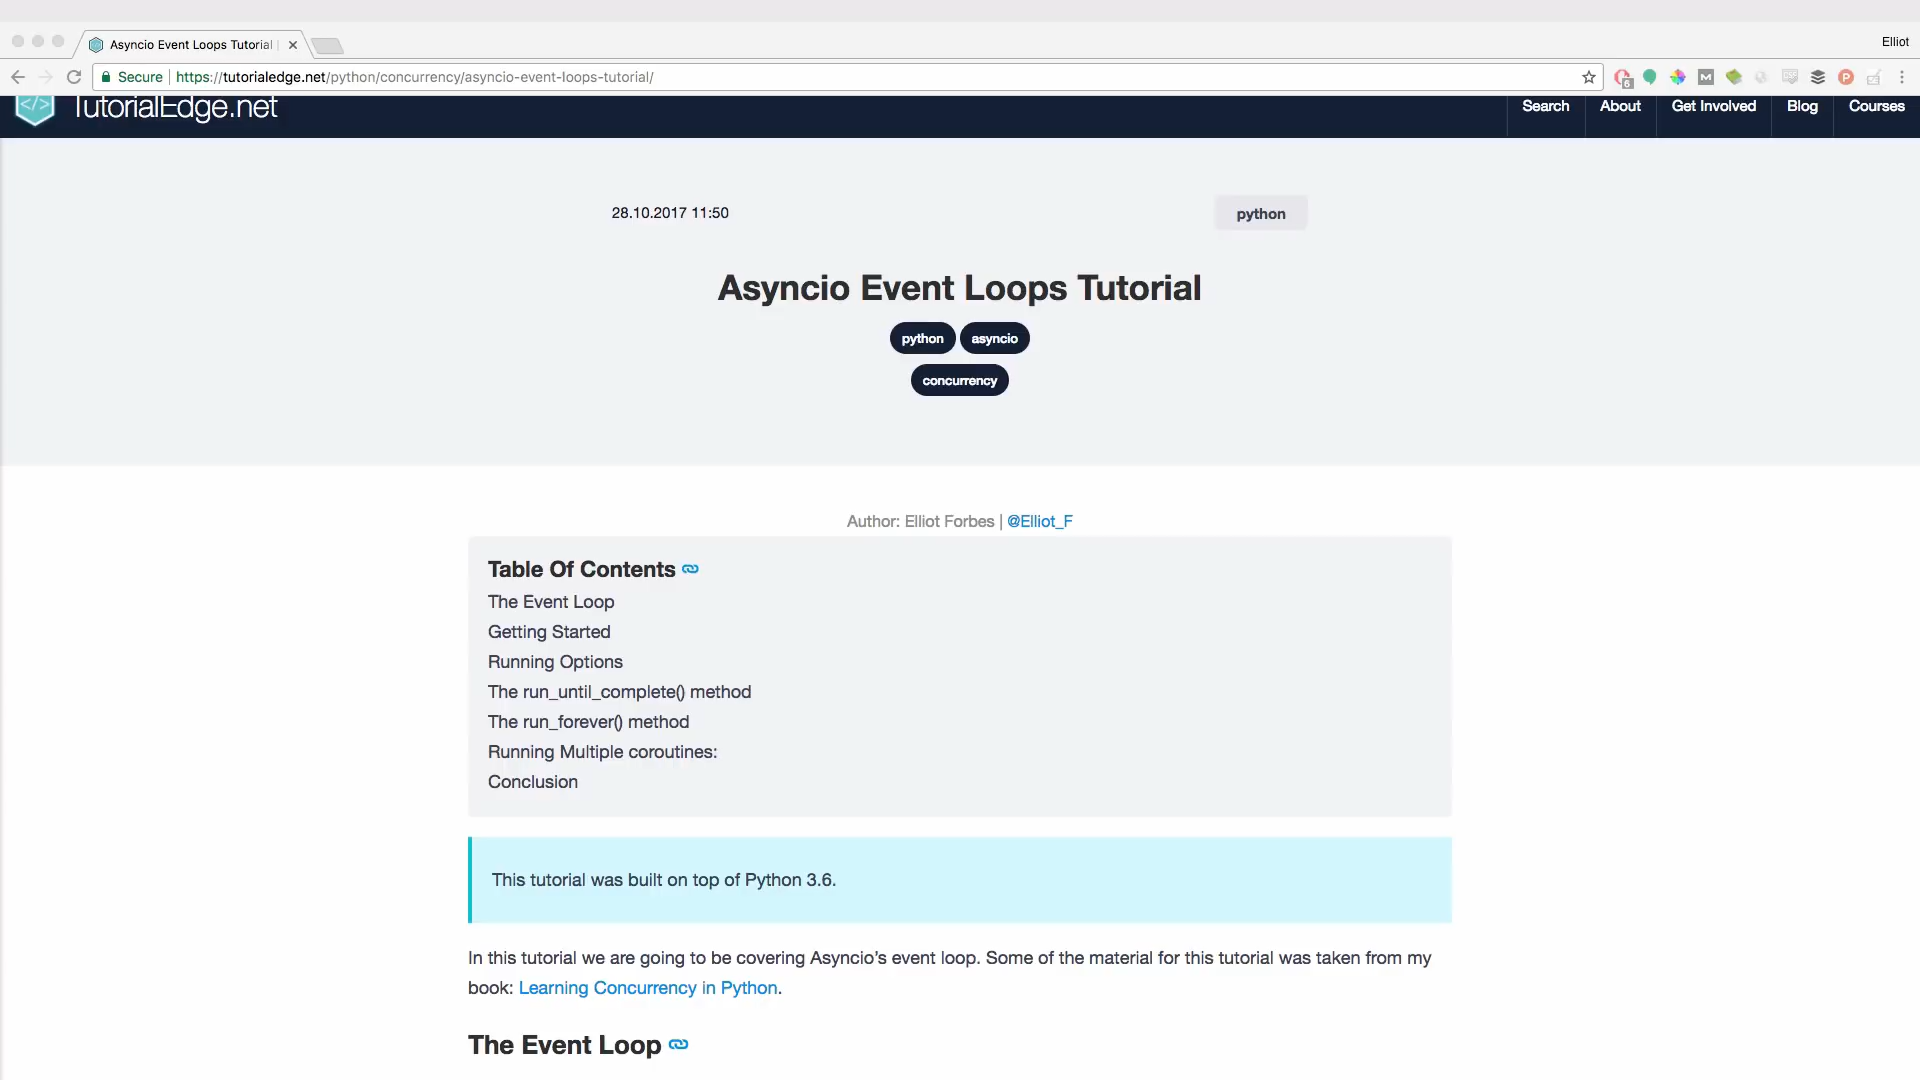 Asyncio Event Loops Tutorial
Elliot
Secure https://tutorialedge.net/python/concurrency/asyncio-event-loops-tutorial/
TutorialEdge.net
Search About Get Involved Blog Courses
28.10.2017 11:50
python
Asyncio Event Loops Tutorial
python asyncio
concurrency
Author: Elliot Forbes | @Elliot_F
Table Of Contents
The Event Loop
Getting Started
Running Options
The run_until_complete() method
The run_forever() method
Running Multiple coroutines:
Conclusion
This tutorial was built on top of Python 3.6.
In this tutorial we are going to be covering Asyncio’s event loop. Some of the material for this tutorial was taken from my
book: Learning Concurrency in Python.
The Event Loop